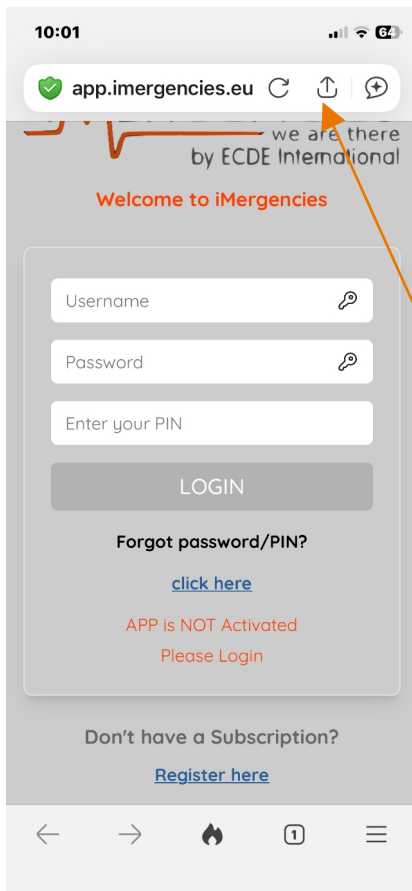 10:01
64
app.imergencies.eu
we are there
by ECDE International
Welcome to iMergencies
Username
Password
Enter your PIN
LOGIN
Forgot password/PIN?
click here
APP is NOT Activated
Please Login
Don't have a Subscription?
Register here
1